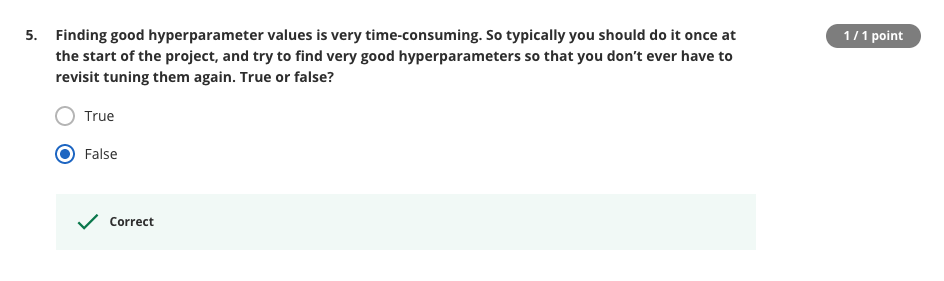 5. Finding good hyperparameter values is very time-consuming. So typically you should do it once at
the start of the project, and try to find very good hyperparameters so that you don’t ever have to
revisit tuning them again. True or false?
1 / 1 point
True
False
Correct